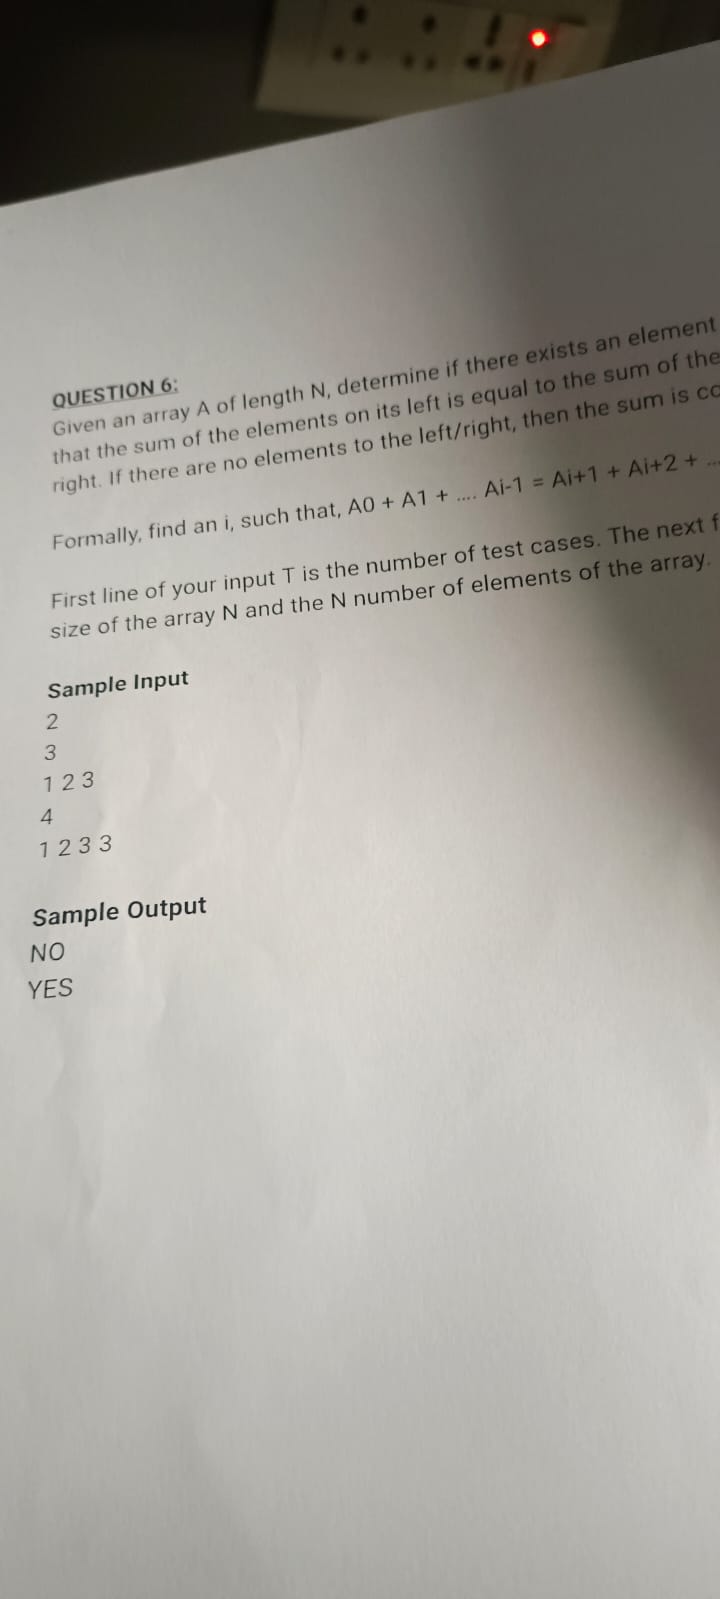 QUESTION 6:
Given an array A of length N, determine if there exists an element
that the sum of the elements on its left is equal to the sum of the
right. If there are no elements to the left/right, then the sum is
Formally, find an i, such that, A0 + A1 + .... Ai-1 = Ai+1 + Ai+2 + ...
First line of your input T is the number of test cases. The next
size of the array N and the N number of elements of the array.
Sample Input
2
3
1 2 3
4
1 2 3 3
Sample Output
NO
YES